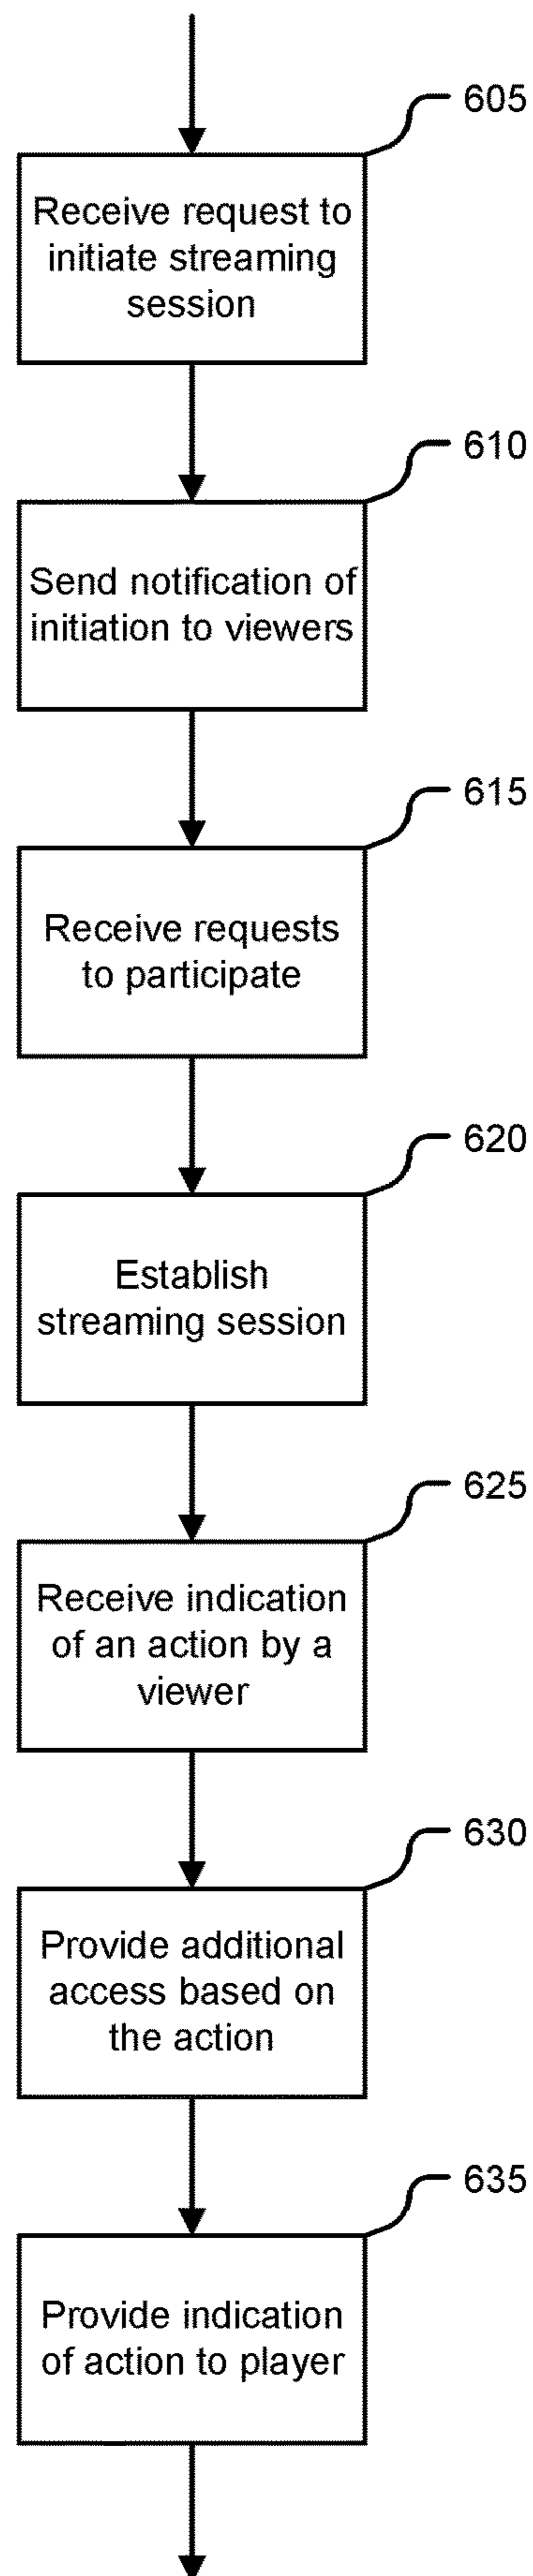 605
Receive request to
initiate streaming
session
610
Send notification of
initiation to viewers
615
Receive requests
to participate
620
Establish
streaming session
625
Receive indication
of an action by a
viewer
630
Provide additional
access based on
the action
635
Provide indication
of action to player